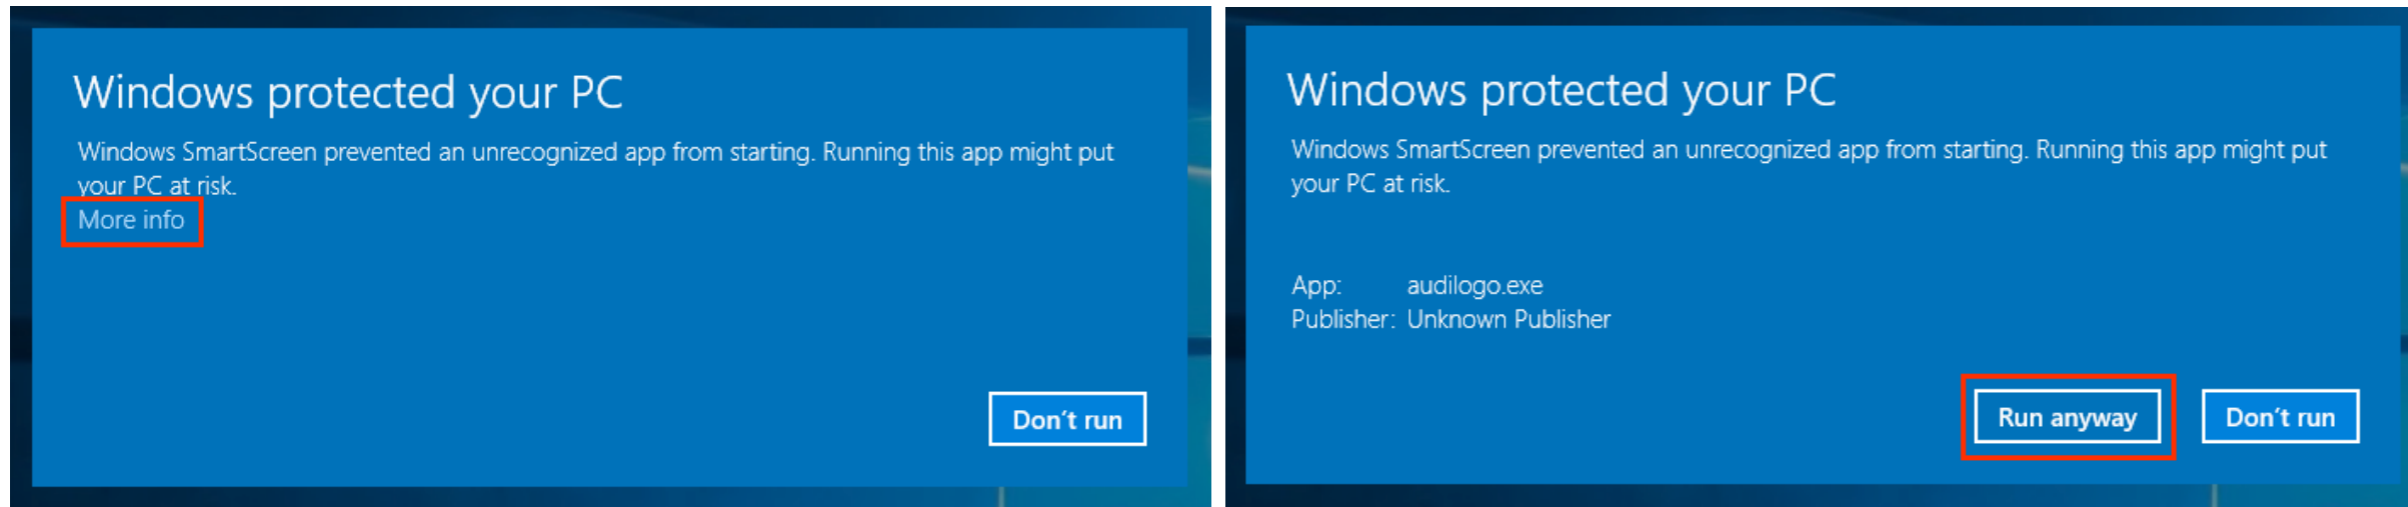 Windows protected your PC
Windows SmartScreen prevented an unrecognized app from starting. Running this app might put
your PC at risk.
More info
Don't run
Windows protected your PC
Windows SmartScreen prevented an unrecognized app from starting. Running this app might put
your PC at risk.
App: audilogo.exe
Publisher: Unknown Publisher
Run anyway Don't run